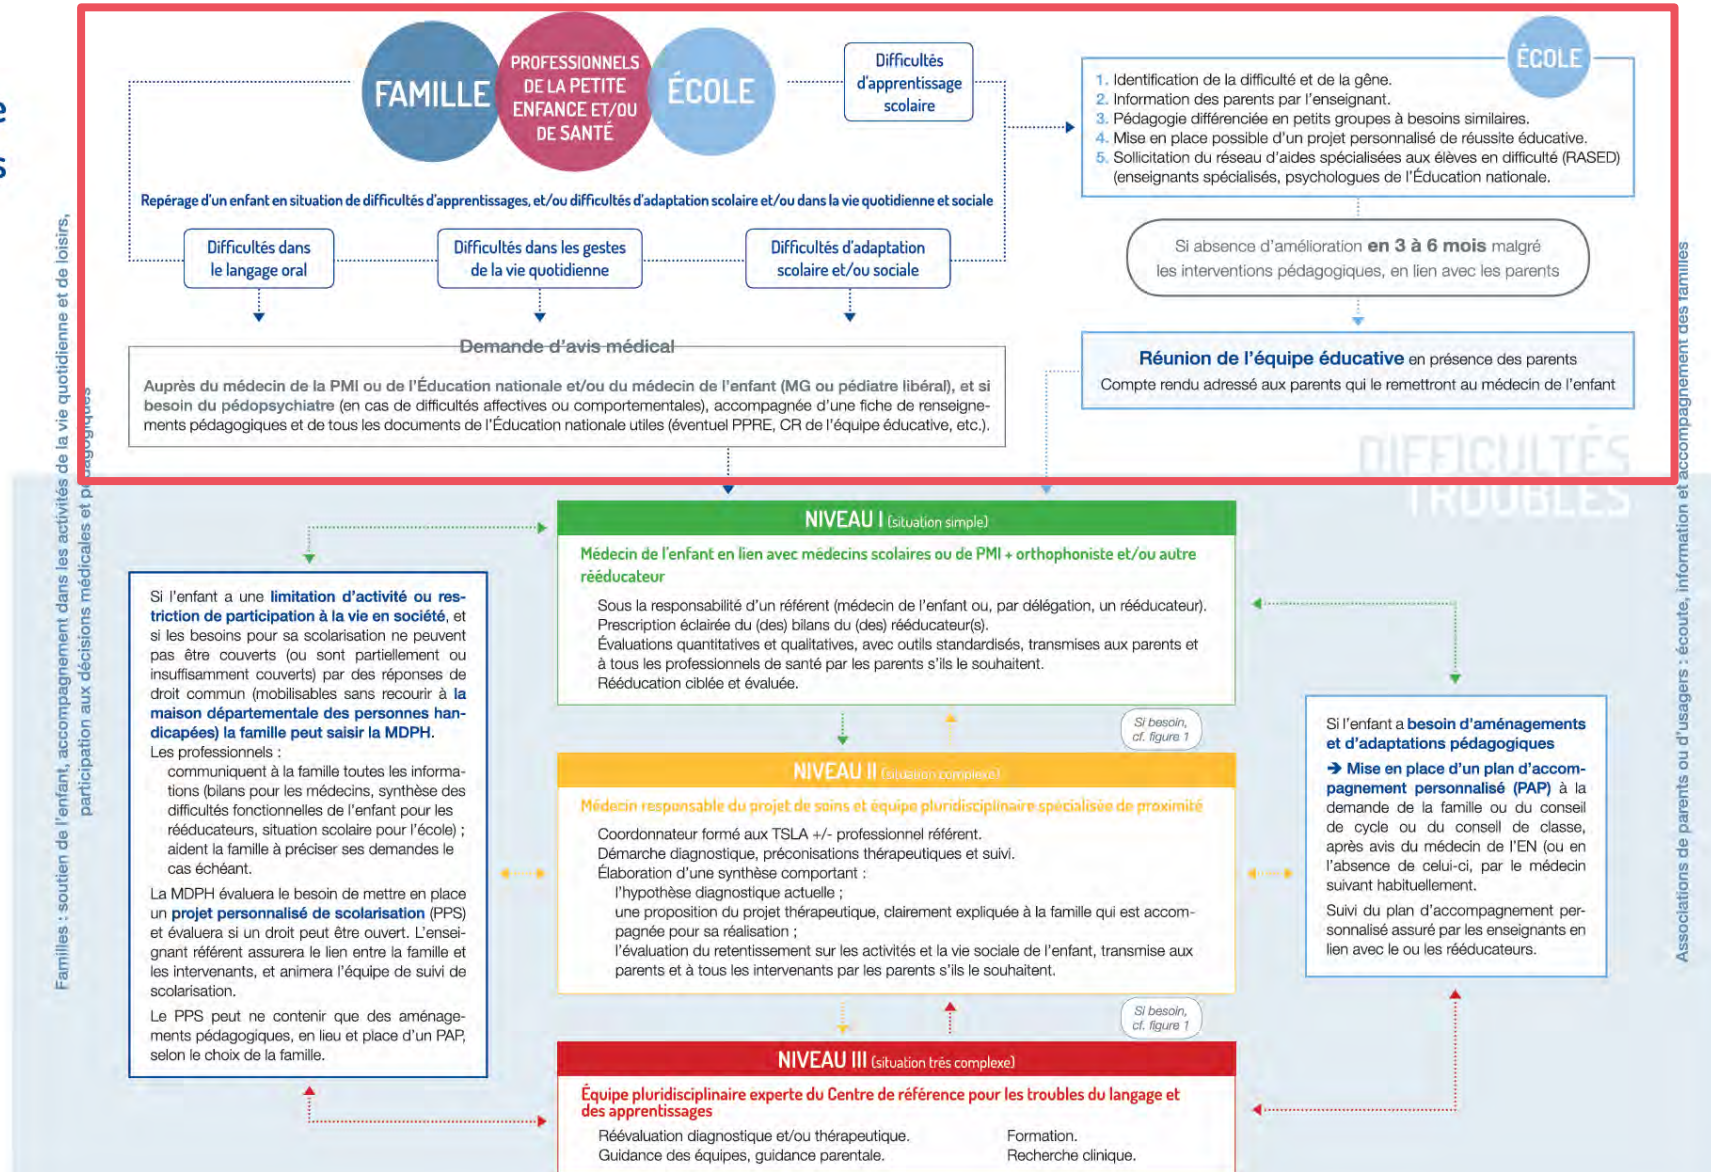 e
s
FAMILLE
PROFESSIONNELS
DE LA PETITE
ENFANCE ET/OU
DE SANTÉ
ÉCOLE
Difficultés
d'apprentissage
scolaire
Repérage d'un enfant en situation de difficultés d'apprentissages, et/ou difficultés d'adaptation scolaire et/ou dans la vie quotidienne et sociale
Difficultés dans
le langage oral
Difficultés dans les gestes
de la vie quotidienne
Difficultés d'adaptation
scolaire et/ou sociale
Demande d'avis médical
Auprès du médecin de la PMI ou de l'Éducation nationale et/ou du médecin de l'enfant (MG ou pédiatre libéral), et si
besoin du pédopsychiatre (en cas de difficultés affectives ou comportementales), accompagnée d'une fiche de renseigne-
ments pédagogiques et de tous les documents de l'Éducation nationale utiles (éventuel PPRE, CR de l'équipe éducative, etc.).
ÉCOLE
1. Identification de la difficulté et de la gêne.
2. Information des parents par l'enseignant.
3. Pédagogie différenciée en petits groupes à besoins similaires.
4. Mise en place possible d'un projet personnalisé de réussite éducative.
5. Sollicitation du réseau d'aides spécialisées aux élèves en difficulté (RASED)
(enseignants spécialisés, psychologues de l'Éducation nationale.
Si absence d'amélioration en 3 à 6 mois malgré
les interventions pédagogiques, en lien avec les parents
Réunion de l'équipe éducative en présence des parents
Compte rendu adressé aux parents qui le remettront au médecin de l'enfant
DIFFICULTÉS
TROUBLES
Familles : soutien de l'enfant, accompagnement dans les activités de la vie quotidienne et de loisirs,
participation aux décisions médicales et pédagogiques
Associations de parents ou d'usagers : écoute, information et accompagnement des familles
NIVEAU I (situation simple)
Médecin de l'enfant en lien avec médecins scolaires ou de PMI + orthophoniste et/ou autre
rééducateur
Sous la responsabilité d'un référent (médecin de l'enfant ou, par délégation, un rééducateur).
Prescription éclairée du (des) bilans du (des) rééducateur(s).
Évaluations quantitatives et qualitatives, avec outils standardisés, transmises aux parents et
à tous les professionnels de santé par les parents s'ils le souhaitent.
Rééducation ciblée et évaluée.
Si besoin,
cf. figure 1
Si l'enfant a une limitation d'activité ou res-
triction de participation à la vie en société, et
si les besoins pour sa scolarisation ne peuvent
pas être couverts (ou sont partiellement ou
insuffisamment couverts) par des réponses de
droit commun (mobilisables sans recourir à la
maison départementale des personnes han-
dicapées) la famille peut saisir la MDPH.
Les professionnels :
communiquent à la famille toutes les informa-
tions (bilans pour les médecins, synthèse des
difficultés fonctionnelles de l'enfant pour les
rééducateurs, situation scolaire pour l'école) ;
aident la famille à préciser ses demandes le
cas échéant.
La MDPH évaluera le besoin de mettre en place
un projet personnalisé de scolarisation (PPS)
et évaluera si un droit peut être ouvert. L'ensei-
gnant référent assurera le lien entre la famille et
les intervenants, et animera l'équipe de suivi de
scolarisation.
Le PPS peut ne contenir que des aménage-
ments pédagogiques, en lieu et place d'un PAP,
selon le choix de la famille.
NIVEAU II (situation complexe)
Médecin responsable du projet de soins et équipe pluridisciplinaire spécialisée de proximité
Coordonnateur formé aux TSLA +/- professionnel référent.
Démarche diagnostique, préconisations thérapeutiques et suivi.
Élaboration d'une synthèse comportant :
l'hypothèse diagnostique actuelle ;
une proposition du projet thérapeutique, clairement expliquée à la famille qui est accom-
pagnée pour sa réalisation ;
l'évaluation du retentissement sur les activités et la vie sociale de l'enfant, transmise aux
parents et à tous les intervenants par les parents s'ils le souhaitent.
Si besoin,
cf. figure 1
Si l'enfant a besoin d'aménagements
et d'adaptations pédagogiques
➔ Mise en place d'un plan d'accom-
pagnement personnalisé (PAP) à la
demande de la famille ou du conseil
de cycle ou du conseil de classe,
après avis du médecin de l'EN (ou en
l'absence de celui-ci, par le médecin
suivant habituellement.
Suivi du plan d'accompagnement per-
sonnalisé assuré par les enseignants en
lien avec le ou les rééducateurs.
NIVEAU III (situation très complexe)
Équipe pluridisciplinaire experte du Centre de référence pour les troubles du langage et
des apprentissages
Réévaluation diagnostique et/ou thérapeutique.
Guidance des équipes, guidance parentale.
Formation.
Recherche clinique.